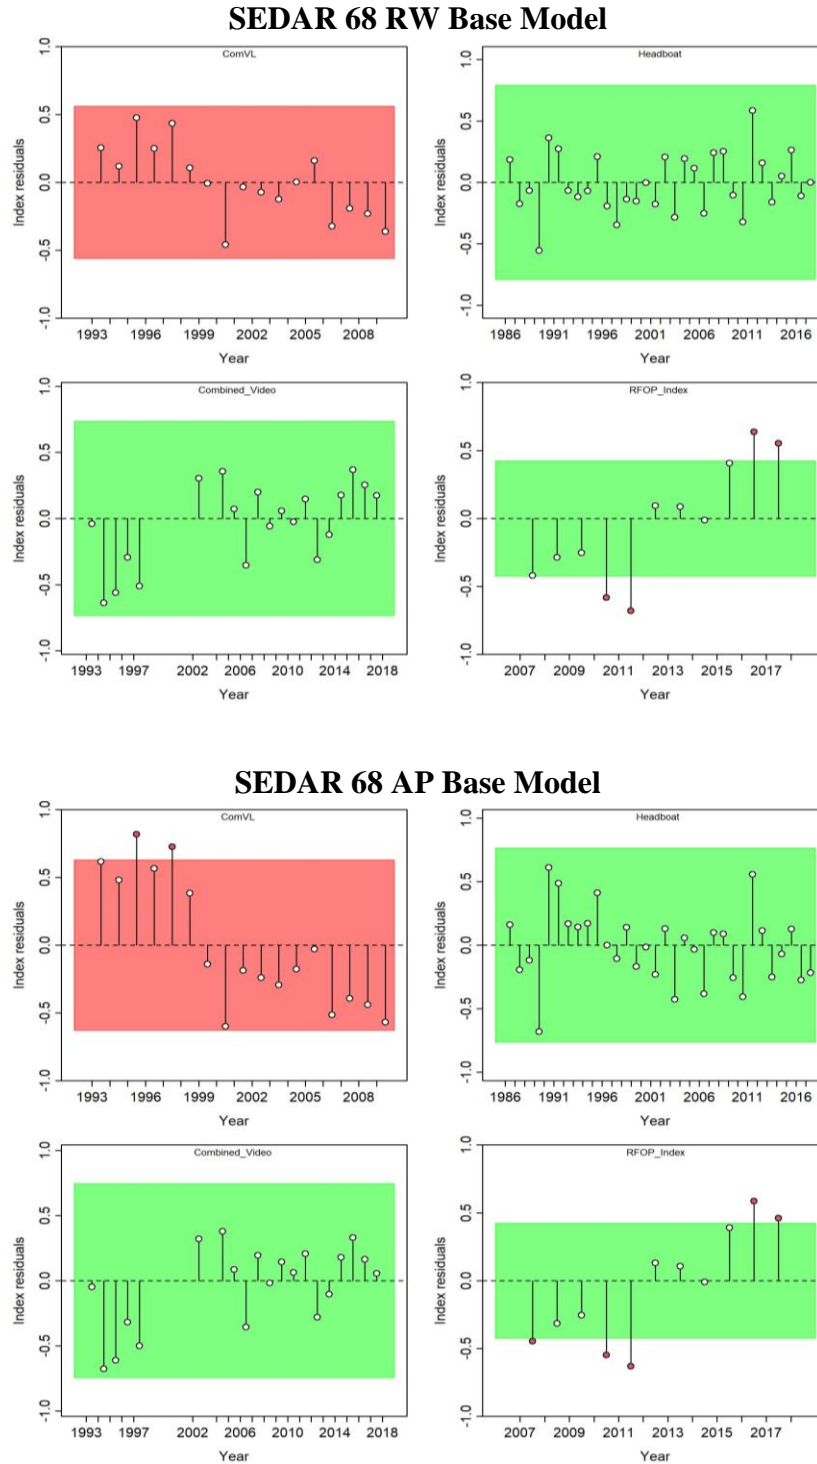 SEDAR 68 RW Base Model
ComVL
Index residuals
1.0
0.5
0.0
-0.5
-1.0
1993 1996 1999 2002 2005 2008
Year
Headboat
Index residuals
1.0
0.5
0.0
-0.5
-1.0
1986 1991 1996 2001 2006 2011 2016
Year
Combined_Video
Index residuals
1.0
0.5
0.0
-0.5
-1.0
1993 1997 2002 2006 2010 2014 2018
Year
RFOP_Index
Index residuals
1.0
0.5
0.0
-0.5
-1.0
2007 2009 2011 2013 2015 2017
Year
SEDAR 68 AP Base Model
ComVL
Index residuals
1.0
0.5
0.0
-0.5
-1.0
1993 1996 1999 2002 2005 2008
Year
Headboat
Index residuals
1.0
0.5
0.0
-0.5
-1.0
1986 1991 1996 2001 2006 2011 2016
Year
Combined_Video
Index residuals
1.0
0.5
0.0
-0.5
-1.0
1993 1997 2002 2006 2010 2014 2018
Year
RFOP_Index
Index residuals
1.0
0.5
0.0
-0.5
-1.0
2007 2009 2011 2013 2015 2017
Year